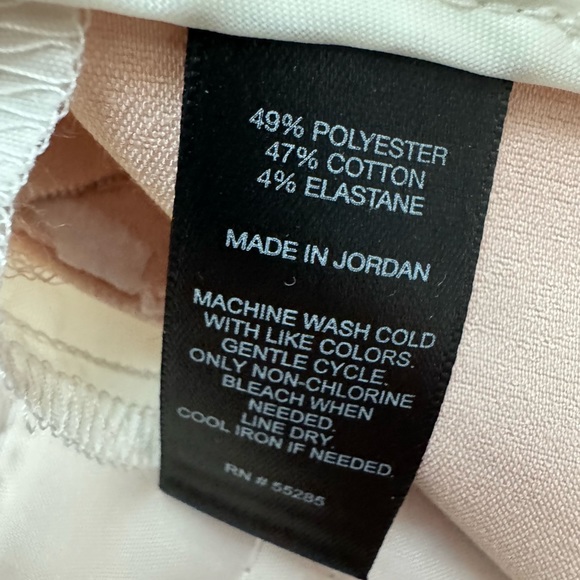 49% POLYESTER
47% COTTON
4% ELASTANE
MADE IN JORDAN
MACHINE WASH COLD
WITH LIKE COLORS.
GENTLE CYCLE.
ONLY NON-CHLORINE
BLEACH WHEN
NEEDED.
LINE DRY.
COOL IRON IF NEEDED.
RN # 55285